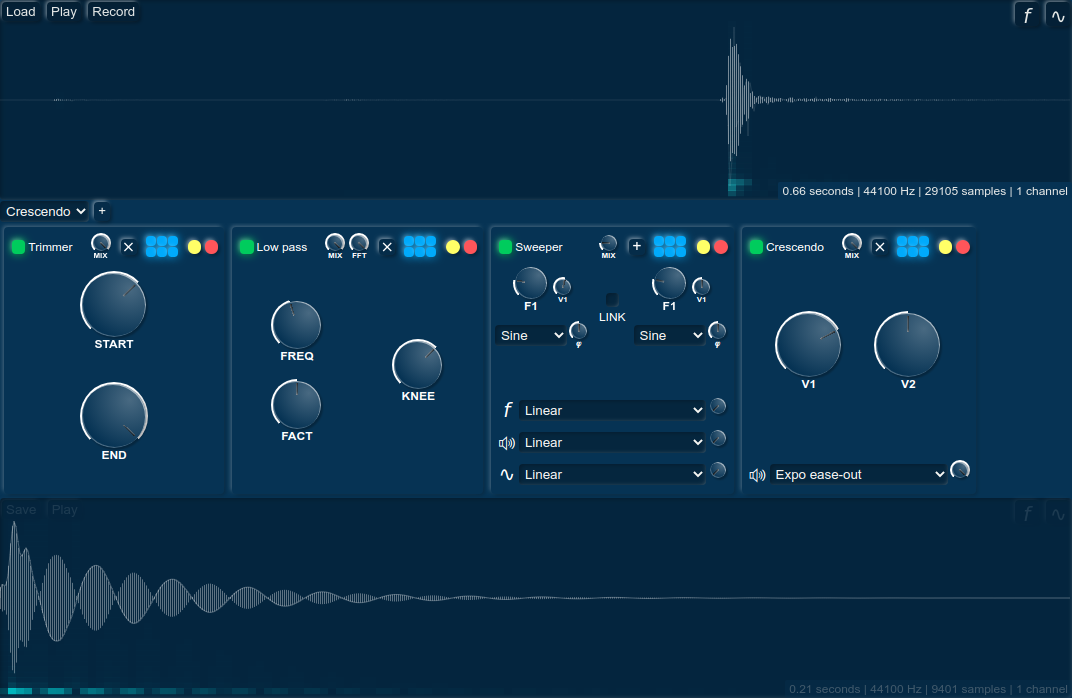 Load Play Record f
0.66 seconds | 44100 Hz | 29105 samples | 1 channel
Crescendo +
Trimmer MIX X
START
END
Low pass MIX FFT X
FREQ
FACT
KNEE
Sweeper MIX +
F1 V1
LINK
F1 V1
Sine φ
Sine φ
f Linear
Linear
Linear
Crescendo MIX X
V1 V2
Expo ease-out
Save Play f
0.21 seconds | 44100 Hz | 9401 samples | 1 channel